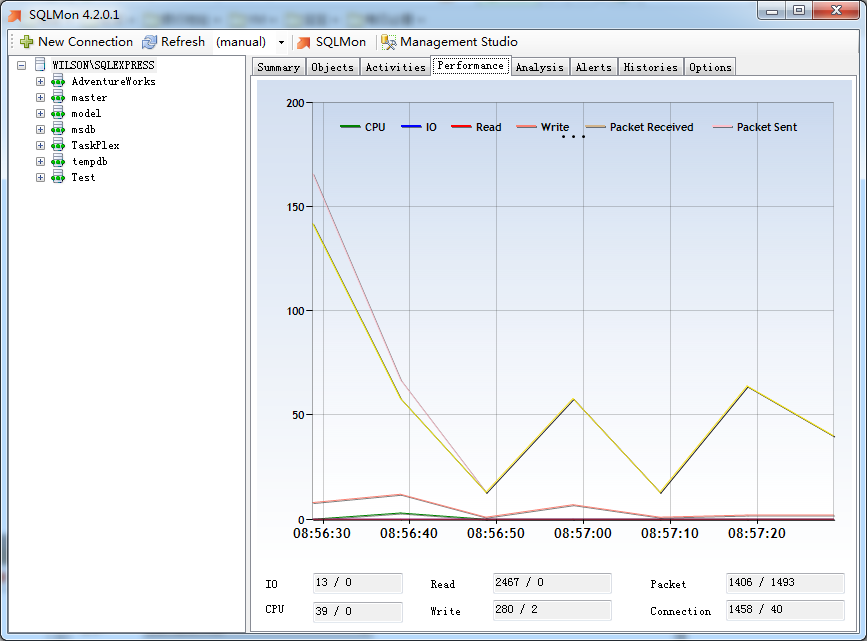 SQLMon 4.2.0.1
New Connection Refresh (manual) SQLMon Management Studio
WILSON\SQLEXPRESS
AdventureWorks
master
model
msdb
TaskPlex
tempdb
Test
Summary Objects Activities Performance Analysis Alerts Histories Options
CPU IO Read Write Packet Received Packet Sent
200
150
100
50
0
08:56:30 08:56:40 08:56:50 08:57:00 08:57:10 08:57:20
IO 13 / 0 Read 2467 / 0 Packet 1406 / 1493
CPU 39 / 0 Write 280 / 2 Connection 1458 / 40